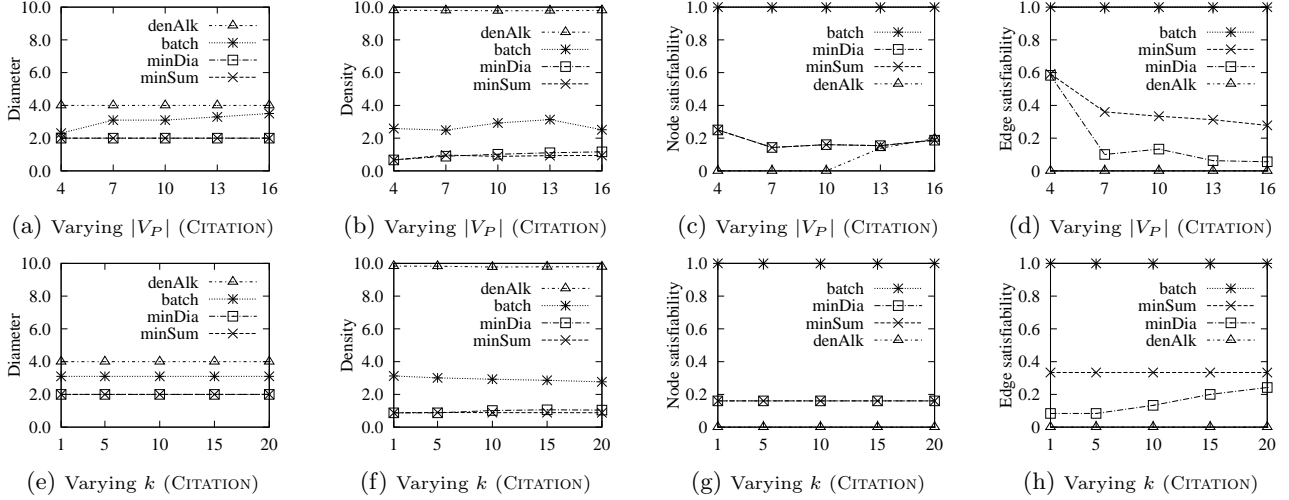 Diameter
10.0
8.0
6.0
4.0
2.0
0.0
denAlk
batch
minDia
minSum
4 7 10 13 16
(a) Varying |V_P| (CITATION)
Density
10.0
8.0
6.0
4.0
2.0
0.0
denAlk
batch
minDia
minSum
4 7 10 13 16
(b) Varying |V_P| (CITATION)
Node satisfiability
1
0.8
0.6
0.4
0.2
0
batch
minDia
minSum
denAlk
4 7 10 13 16
(c) Varying |V_P| (CITATION)
Edge satisfiability
1
0.8
0.6
0.4
0.2
0
batch
minSum
minDia
denAlk
4 7 10 13 16
(d) Varying |V_P| (CITATION)
Diameter
10.0
8.0
6.0
4.0
2.0
0.0
denAlk
batch
minDia
minSum
1 5 10 15 20
(e) Varying k (CITATION)
Density
10.0
8.0
6.0
4.0
2.0
0.0
denAlk
batch
minDia
minSum
1 5 10 15 20
(f) Varying k (CITATION)
Node satisfiability
1
0.8
0.6
0.4
0.2
0
batch
minDia
minSum
denAlk
1 5 10 15 20
(g) Varying k (CITATION)
Edge satisfiability
1
0.8
0.6
0.4
0.2
0
batch
minSum
minDia
denAlk
1 5 10 15 20
(h) Varying k (CITATION)